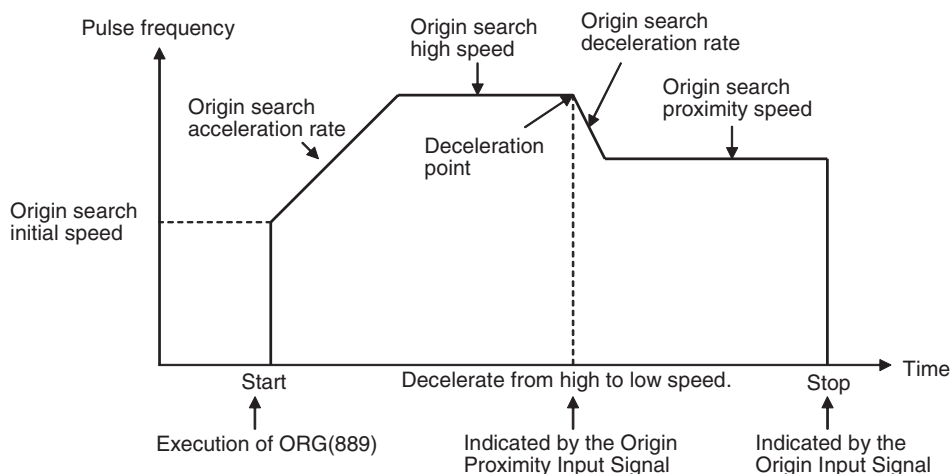 Pulse frequency
Origin search
high speed
Origin search
deceleration rate
Origin search
acceleration rate
Origin search
proximity speed
Deceleration
point
Origin search
initial speed
Time
Start
Decelerate from high to low speed.
Stop
Execution of ORG(889)
Indicated by the Origin
Proximity Input Signal
Indicated by the
Origin Input Signal